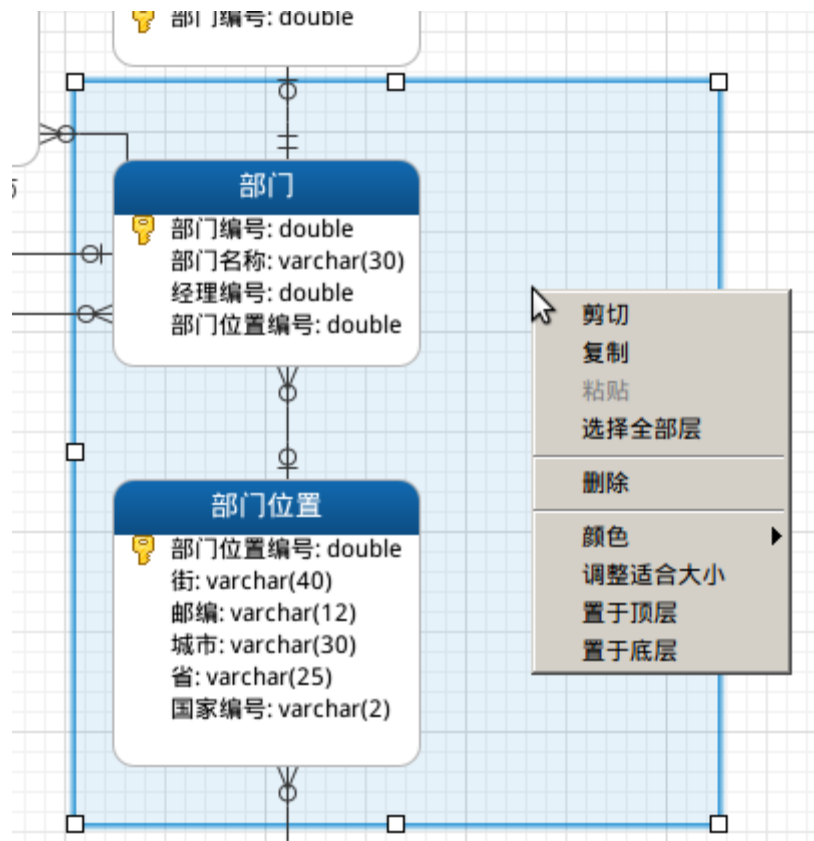 部门编号: double
部门
部门编号: double
部门名称: varchar(30)
经理编号: double
部门位置编号: double
部门位置
部门位置编号: double
街: varchar(40)
邮编: varchar(12)
城市: varchar(30)
省: varchar(25)
国家编号: varchar(2)
剪切
复制
粘贴
选择全部层
删除
颜色
调整适合大小
置于顶层
置于底层